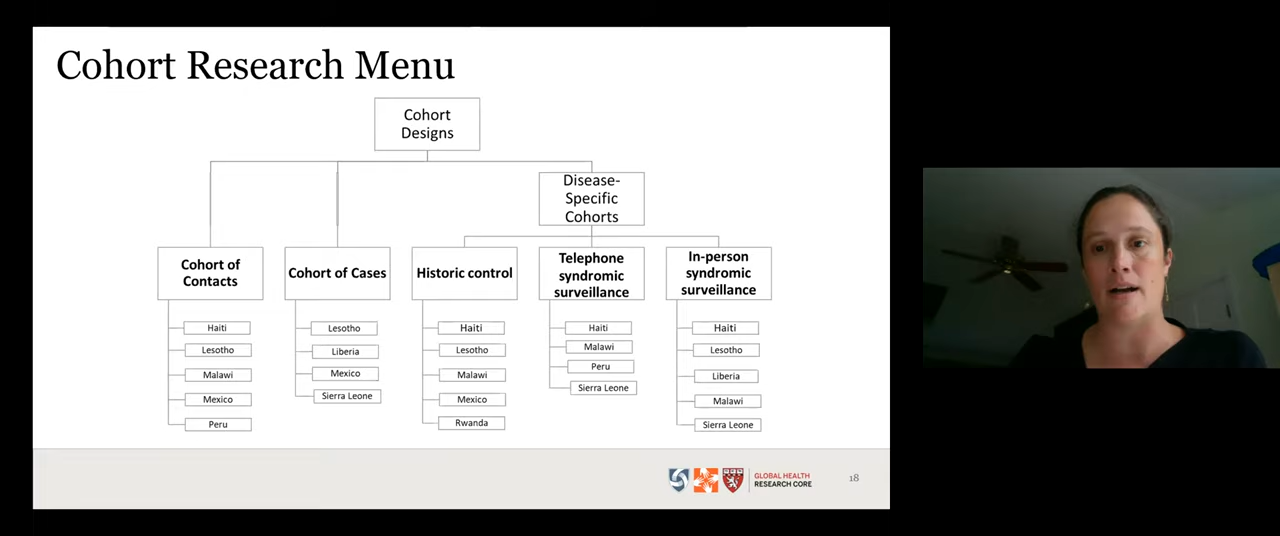 Cohort Research Menu
Cohort
Designs
Disease-
Specific
Cohorts
Cohort of
Contacts
Cohort of Cases
Historic control
Telephone
syndromic
surveillance
In-person
syndromic
surveillance
Haiti
Lesotho
Malawi
Mexico
Peru
Lesotho
Liberia
Mexico
Sierra Leone
Haiti
Lesotho
Malawi
Mexico
Rwanda
Haiti
Malawi
Peru
Sierra Leone
Haiti
Lesotho
Liberia
Malawi
Sierra Leone
GLOBAL HEALTH
RESEARCH CORE
18